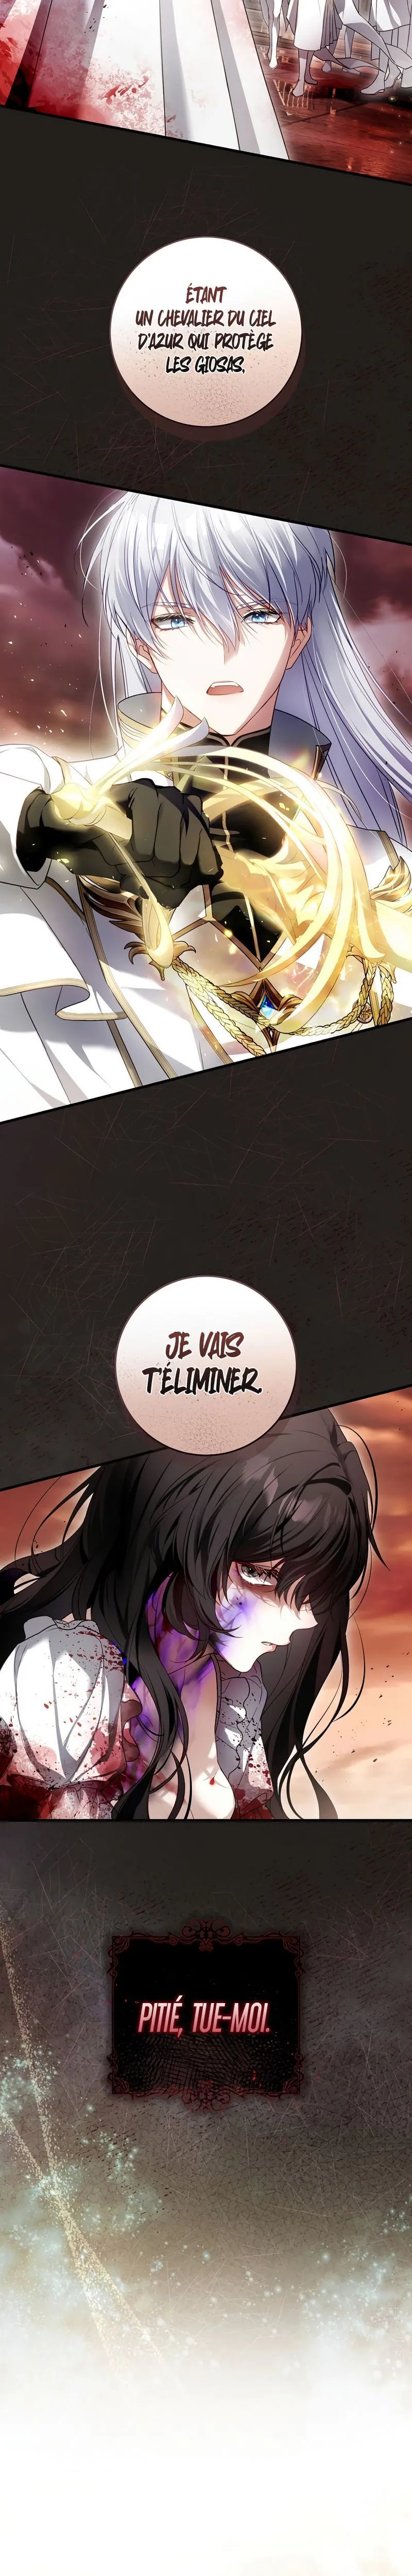 ÉTANT
UN CHEVALIER DU CIEL
D'AZUR QUI PROTÈGE
LES GIOSAS,
JE VAIS
T'ÉLIMINER.
PITIÉ, TUE-MOI.